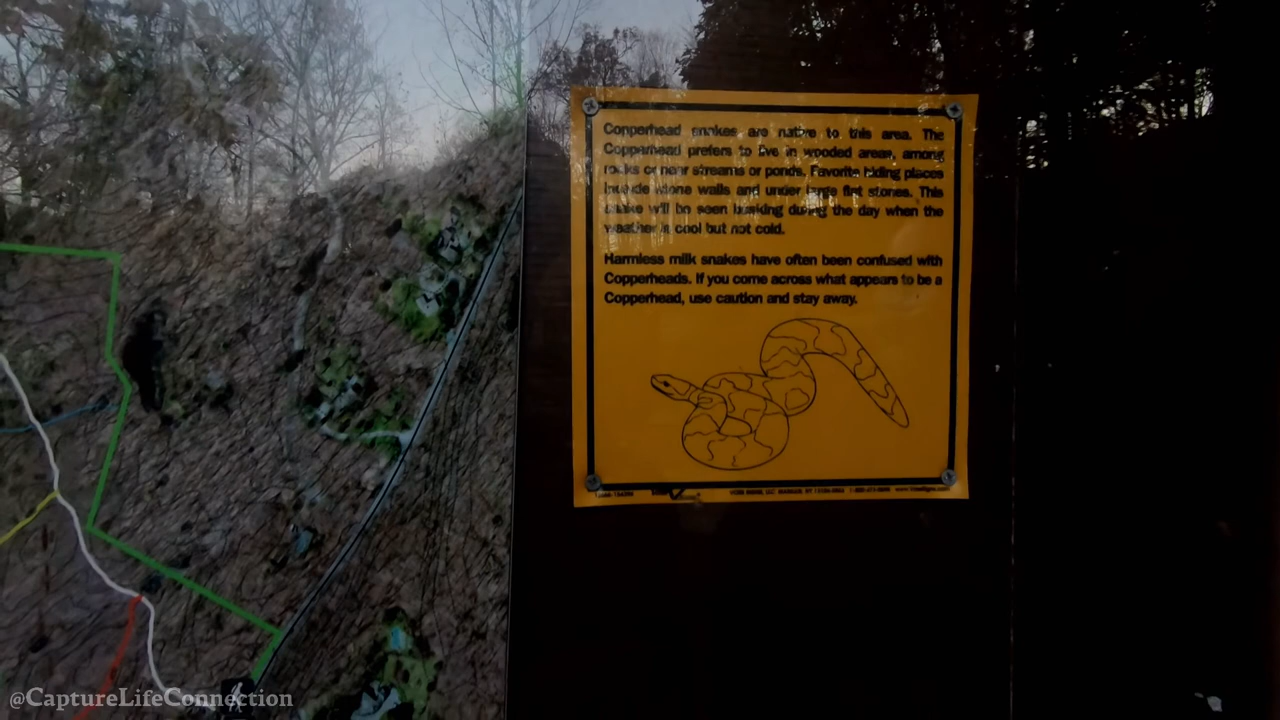 Copperhead snakes are native to this area. The
Copperhead prefers to live in wooded areas, among
rocks or near streams or ponds. Favorite hiding places
include stone walls and under large flat stones. This
snake will be seen basking during the day when the
weather is cool but not cold.
Harmless milk snakes have often been confused with
Copperheads. If you come across what appears to be a
Copperhead, use caution and stay away.
@CaptureLifeConnection